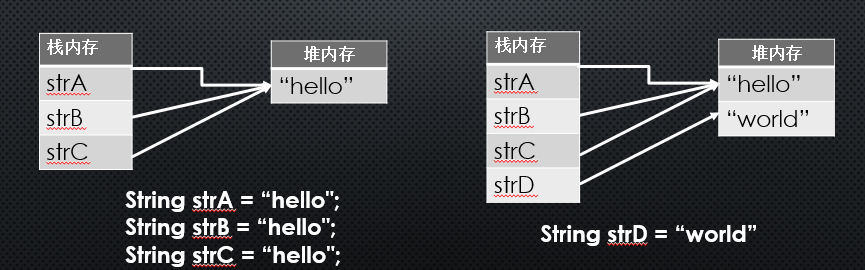 栈内存
strA
strB
strC
堆内存
“hello”
String strA = “hello";
String strB = “hello";
String strC = “hello";
栈内存
strA
strB
strC
strD
堆内存
“hello”
“world”
String strD = “world”